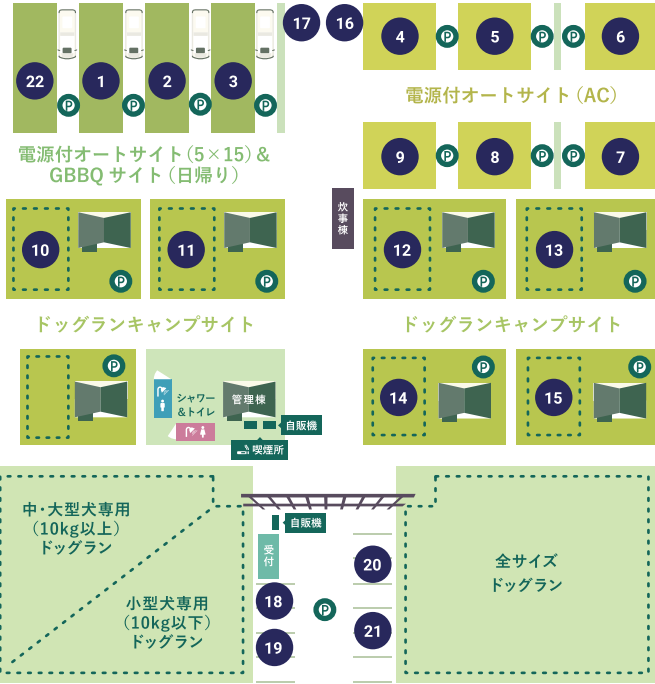 17
16
4
P
5
P
P
6
22
1
2
3
P
P
P
P
電源付オートサイト（AC）
9
P
8
P
P
7
電源付オートサイト（5×15）&
GBBQ サイト（日帰り）
炊事棟
10
P
11
P
12
P
13
P
ドッグランキャンプサイト
ドッグランキャンプサイト
P
シャワー
&トイレ
管理棟
自販機
喫煙所
14
P
15
P
中・大型犬専用
（10kg以上）
ドッグラン
小型犬専用
（10kg以下）
ドッグラン
自販機
受付
18
19
P
20
21
全サイズ
ドッグラン